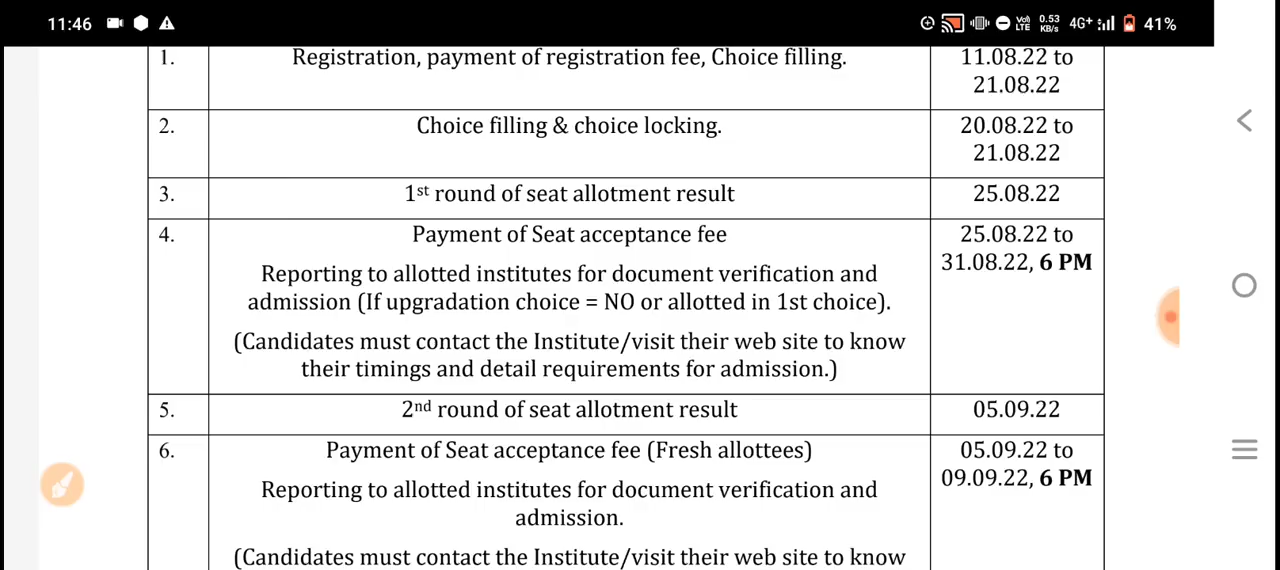 11:46
VoD LTE 0.53 KB/s 4G+ 41%
1. Registration, payment of registration fee, Choice filling. 11.08.22 to
21.08.22
2. Choice filling & choice locking. 20.08.22 to
21.08.22
3. 1st round of seat allotment result 25.08.22
4. Payment of Seat acceptance fee 25.08.22 to
31.08.22, 6 PM
Reporting to allotted institutes for document verification and
admission (If upgradation choice = NO or allotted in 1st choice).
(Candidates must contact the Institute/visit their web site to know
their timings and detail requirements for admission.)
5. 2nd round of seat allotment result 05.09.22
6. Payment of Seat acceptance fee (Fresh allottees) 05.09.22 to
09.09.22, 6 PM
Reporting to allotted institutes for document verification and
admission.
(Candidates must contact the Institute/visit their web site to know